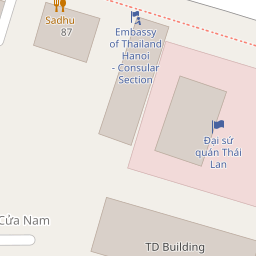 Sadhu
87
Embassy
of Thailand
Hanoi
- Consular
Section
Đại sứ
quán Thái
Lan
Cửa Nam
TD Building